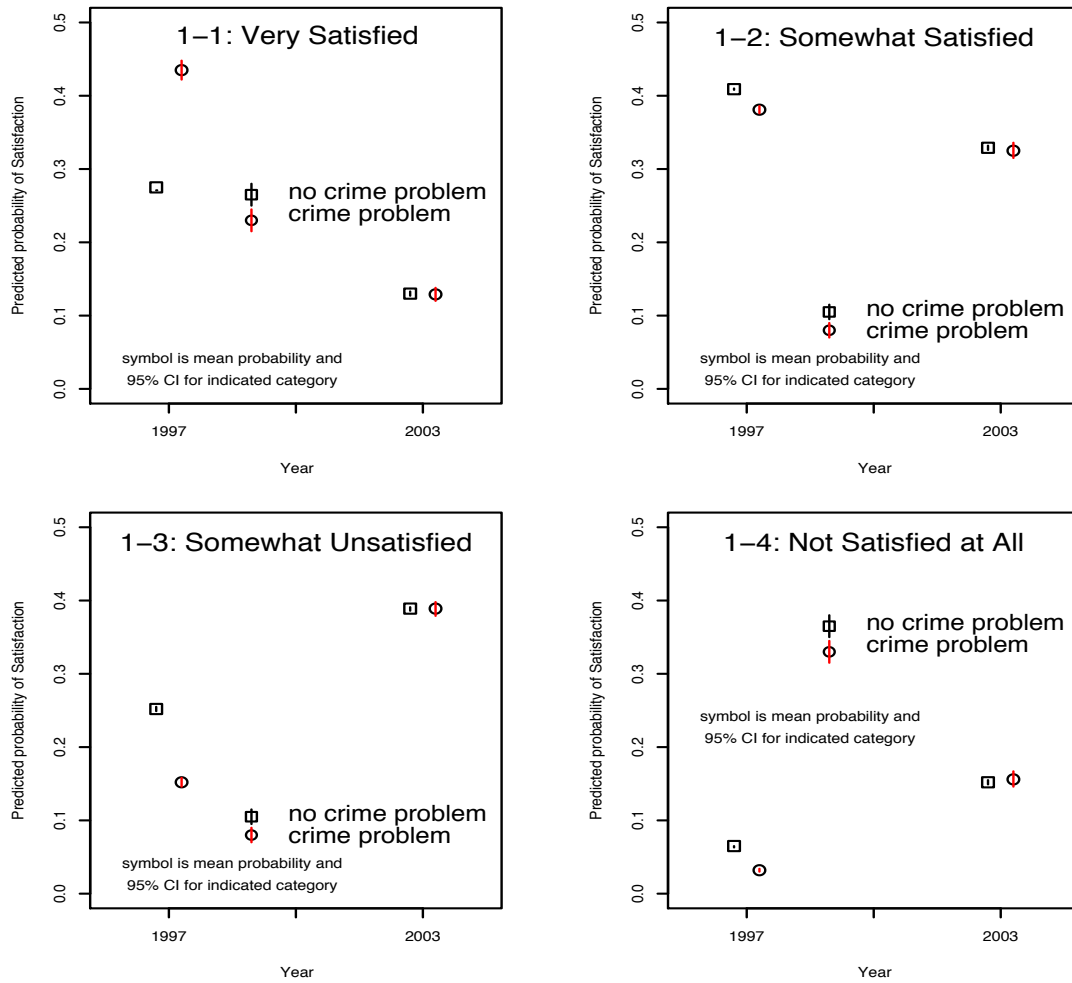 1–1: Very Satisfied
Predicted probability of Satisfaction
0.5
0.4
0.3
0.2
0.1
0.0
no crime problem
crime problem
symbol is mean probability and
95% CI for indicated category
1997
2003
Year
1–2: Somewhat Satisfied
Predicted probability of Satisfaction
0.5
0.4
0.3
0.2
0.1
0.0
no crime problem
crime problem
symbol is mean probability and
95% CI for indicated category
1997
2003
Year
1–3: Somewhat Unsatisfied
Predicted probability of Satisfaction
0.5
0.4
0.3
0.2
0.1
0.0
no crime problem
crime problem
symbol is mean probability and
95% CI for indicated category
1997
2003
Year
1–4: Not Satisfied at All
Predicted probability of Satisfaction
0.5
0.4
0.3
0.2
0.1
0.0
no crime problem
crime problem
symbol is mean probability and
95% CI for indicated category
1997
2003
Year